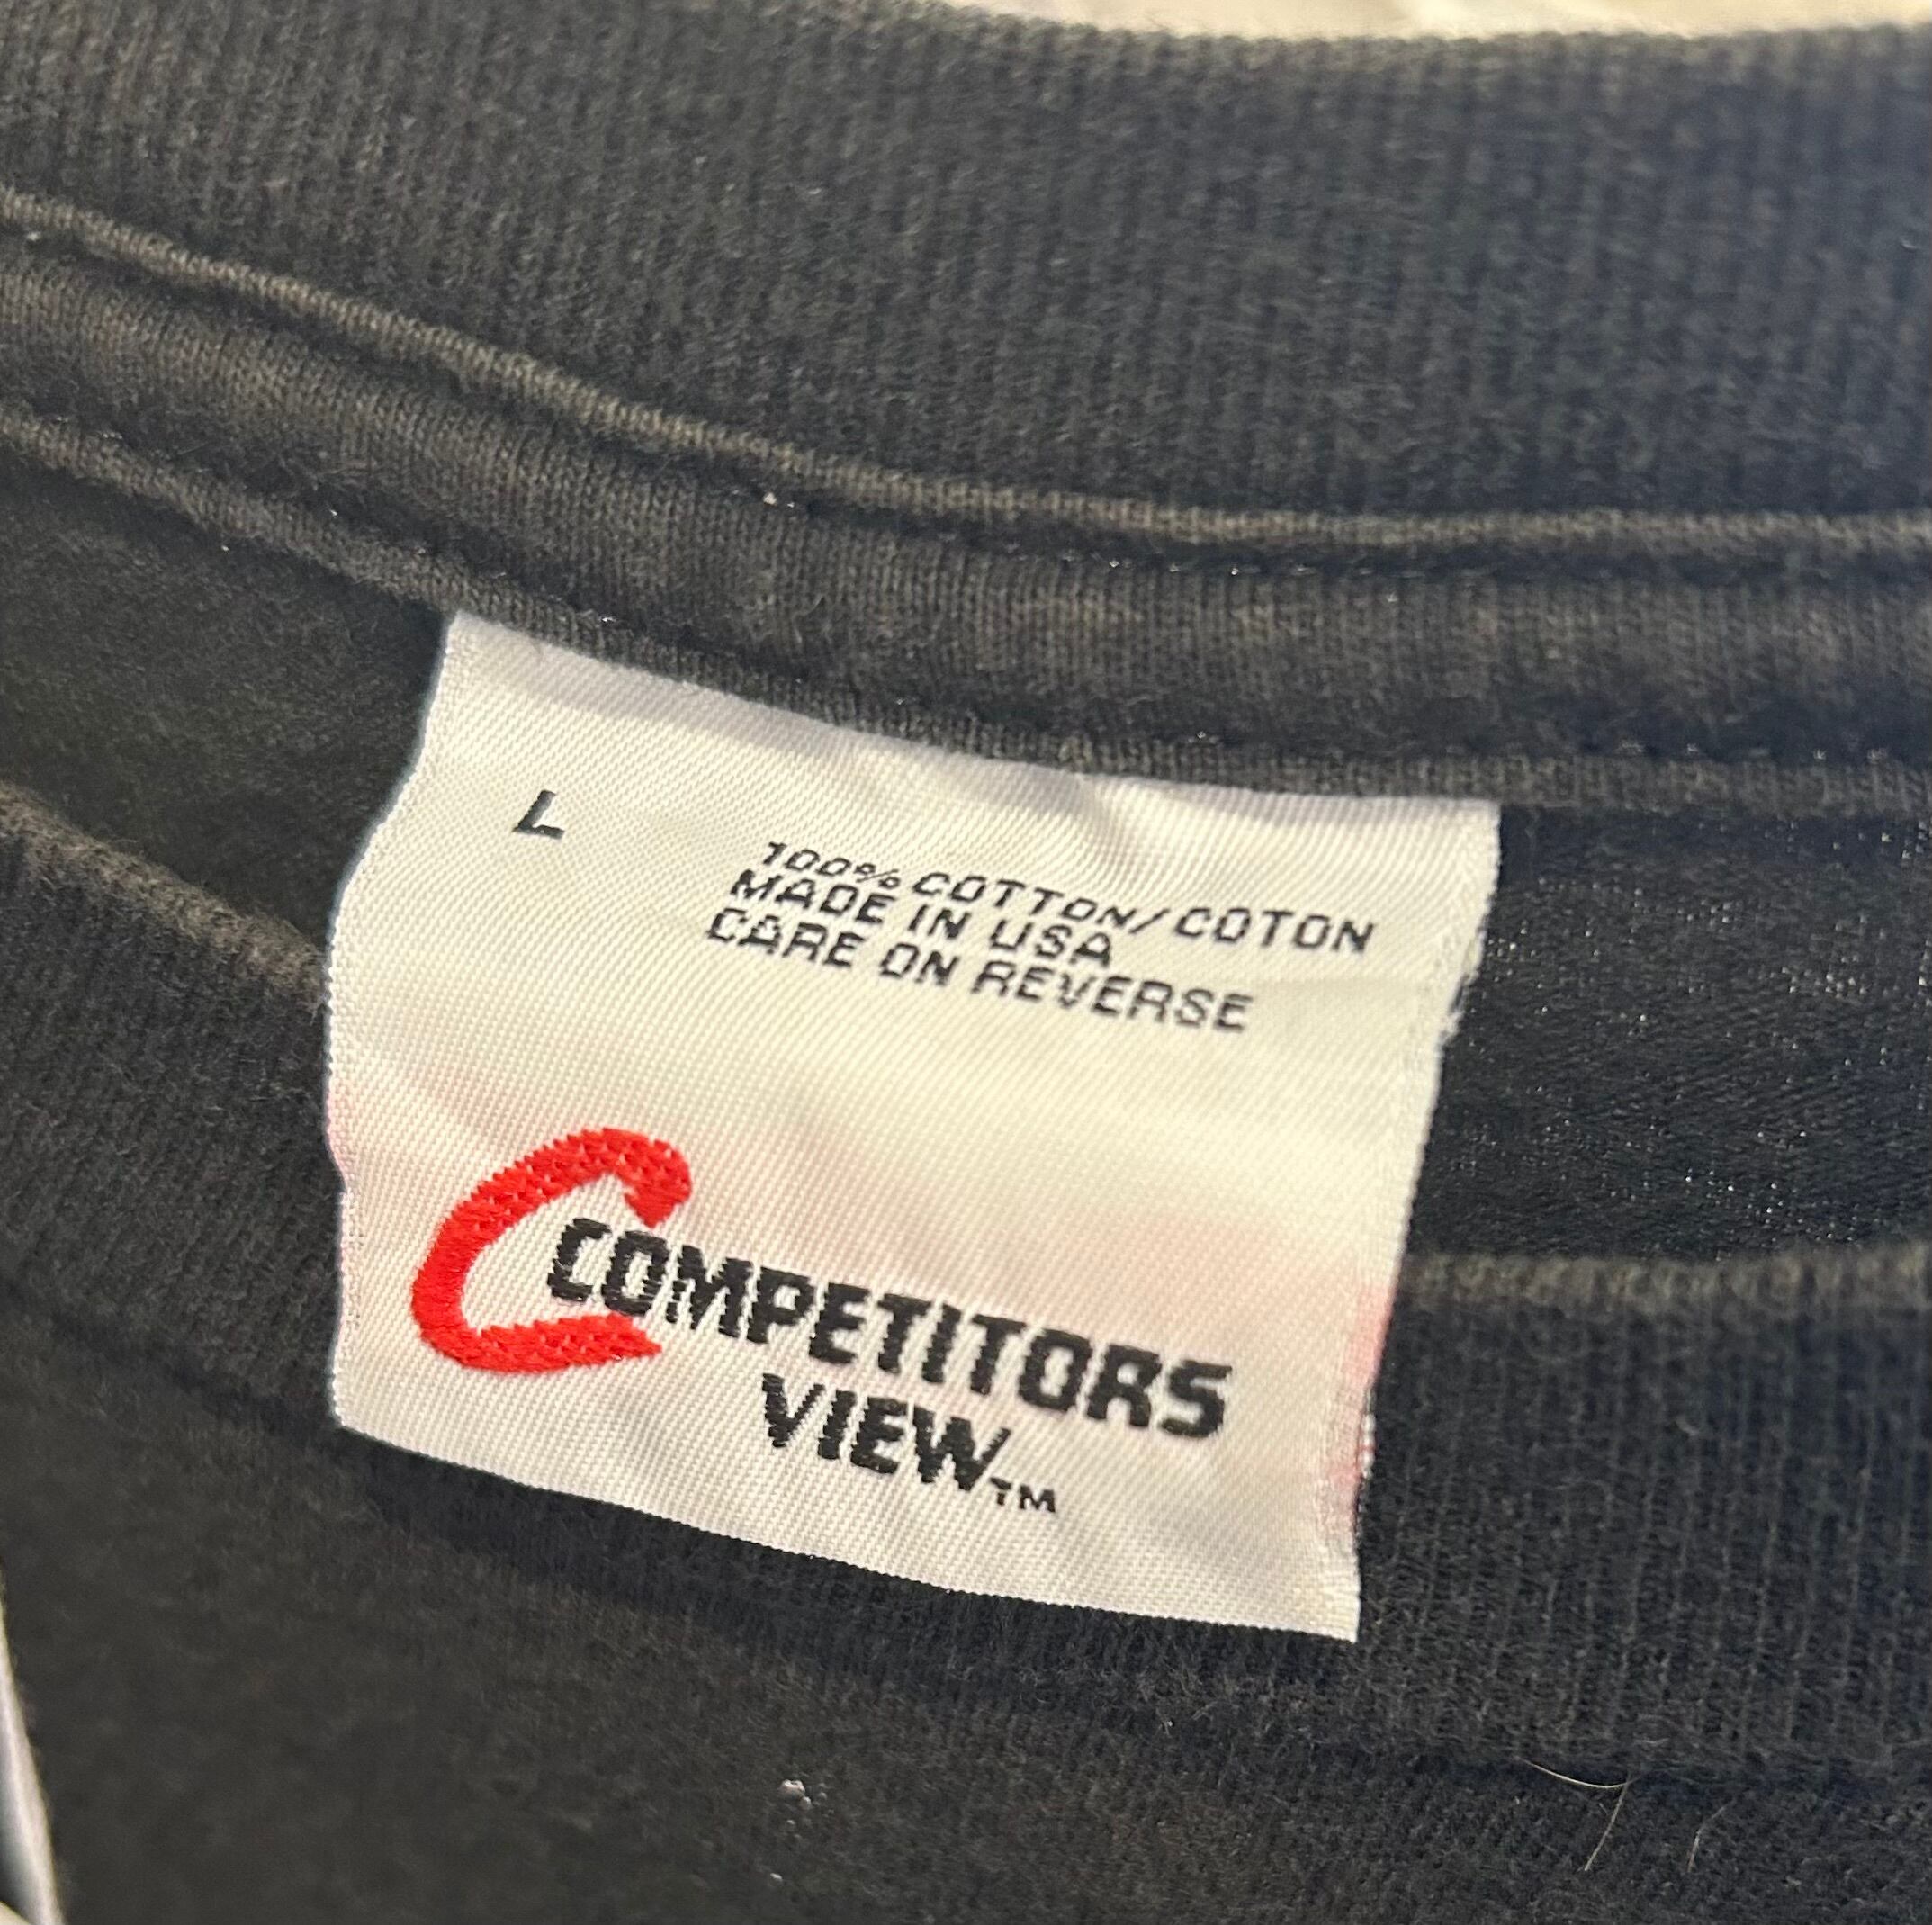 L
100% COTTON/COTON
MADE IN USA
CARE ON REVERSE
COMPETITORS
VIEW™